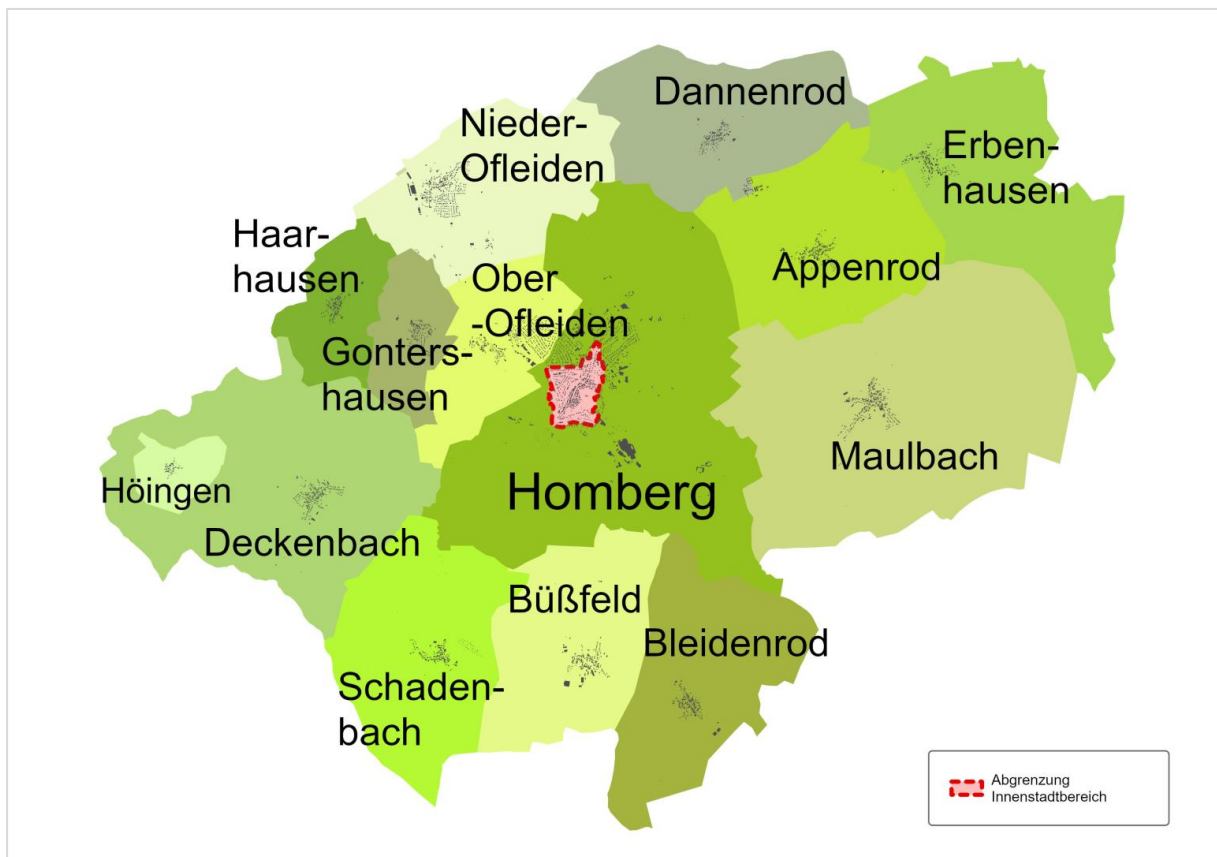 Dannenrod
Nieder-
Ofleiden
Erben-
hausen
Haar-
hausen
Ober
-Ofleiden
Appenrod
Gonters-
hausen
Maulbach
Höingen
Homberg
Deckenbach
Büßfeld
Bleidenrod
Schaden-
bach
Abgrenzung
Innenstadtbereich